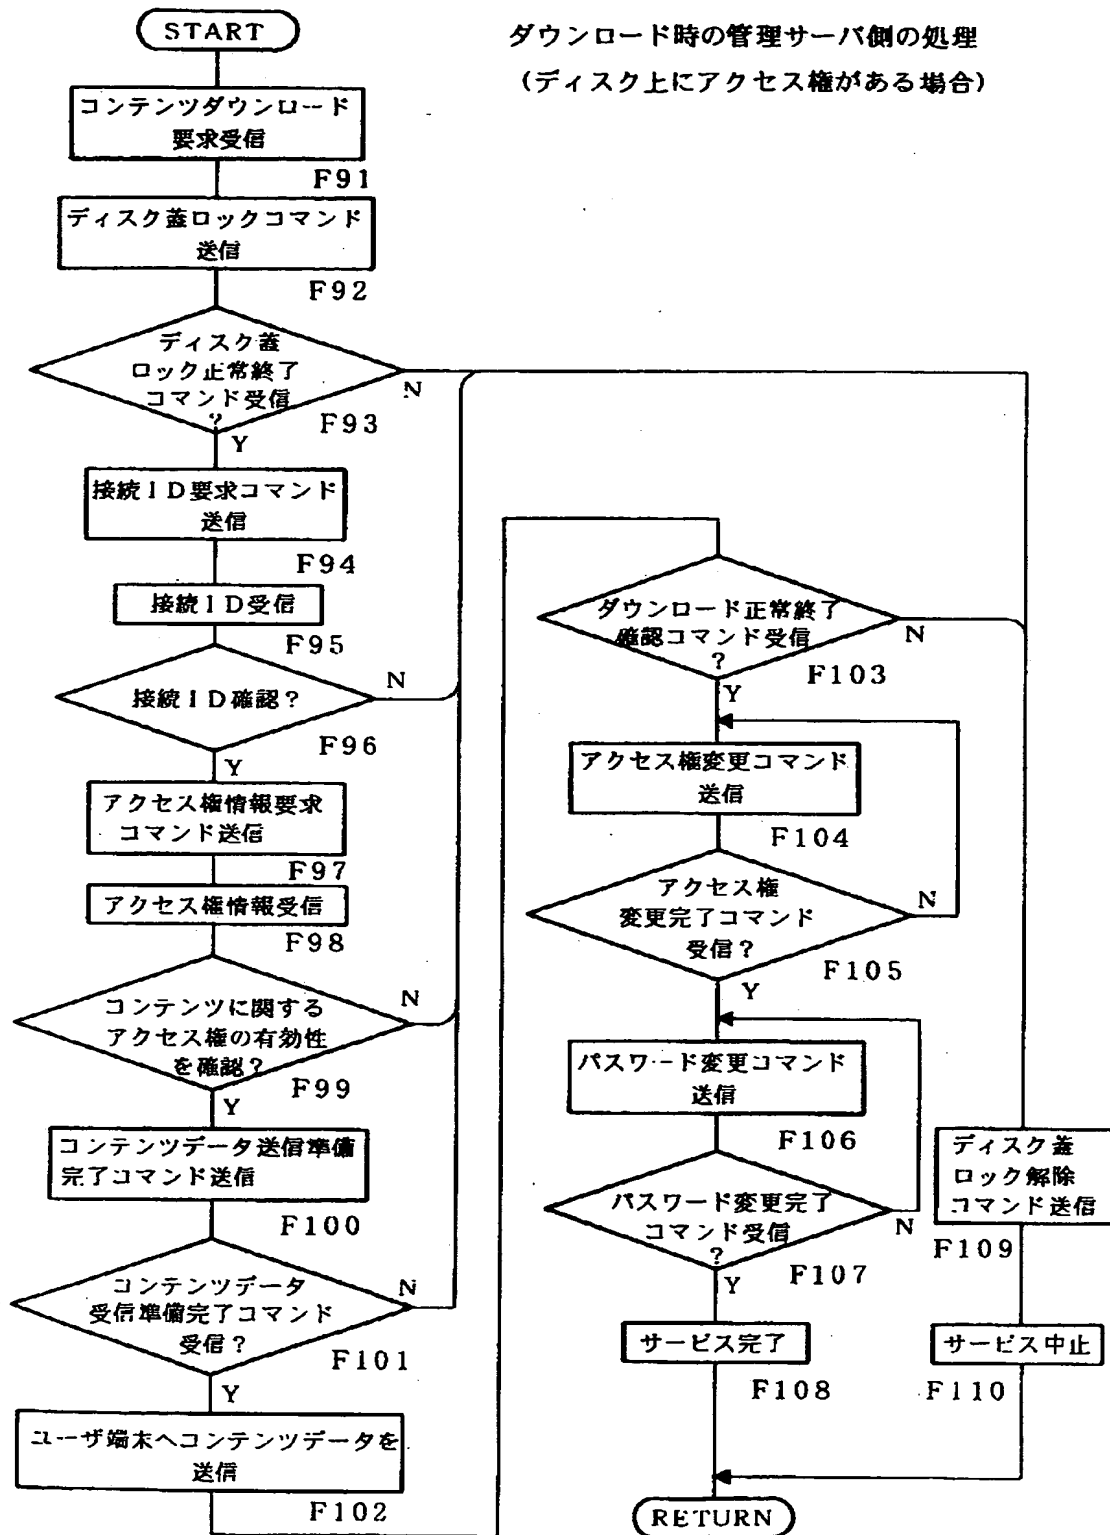 START
ダウンロード時の管理サーバ側の処理
(ディスク上にアクセス権がある場合)
コンテンツダウンロード
要求受信
F91
ディスク蓋ロックコマンド
送信
F92
ディスク蓋
ロック正常終了
コマンド受信
?
N
F93
Y
接続ID要求コマンド
送信
F94
接続ID受信
F95
接続ID確認?
N
F96
Y
アクセス権情報要求
コマンド送信
F97
アクセス権情報受信
F98
コンテンツに関する
アクセス権の有効性
を確認?
N
F99
Y
コンテンツデータ送信準備
完了コマンド送信
F100
コンテンツデータ
受信準備完了コマンド
受信?
N
F101
Y
ユーザ端末へコンテンツデータを
送信
F102
ダウンロード正常終了
確認コマンド受信
?
N
F103
Y
アクセス権変更コマンド
送信
F104
アクセス権
変更完了コマンド
受信?
N
F105
Y
パスワード変更コマンド
送信
F106
パスワード変更完了
コマンド受信
?
N
F107
Y
サービス完了
F108
ディスク蓋
ロック解除
コマンド送信
F109
サービス中止
F110
RETURN